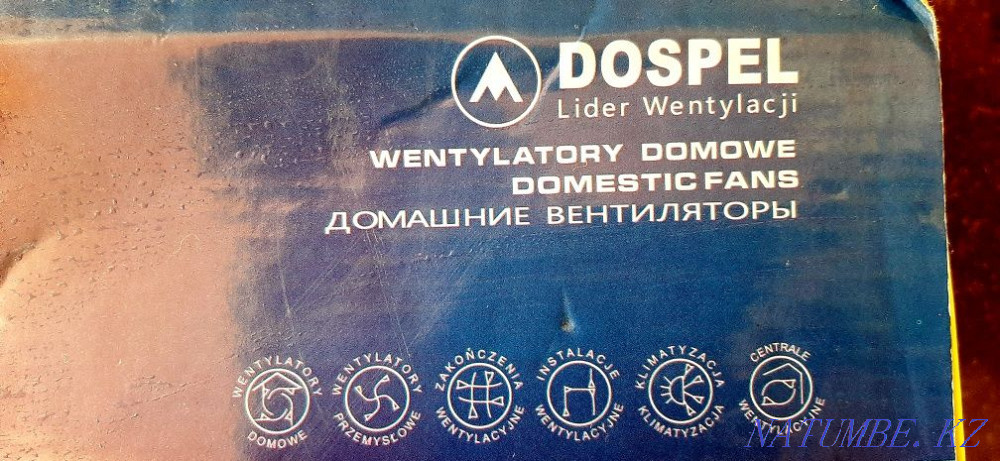 DOSPEL
Lider Wentylacji
WENTYLATORY DOMOWE
DOMESTIC FANS
ДОМАШНИЕ ВЕНТИЛЯТОРЫ
WENTYLATORY DOMOWE
WENTYLATORY PRZEMYSŁOWE
ZAKOŃCZENIA WENTYLACYJNE
INSTALACJE WENTYLACYJNE
KLIMATYZACJA KLIMATYZACJA
CENTRALE WENTYLACYJNE
NATUMBE.KZ